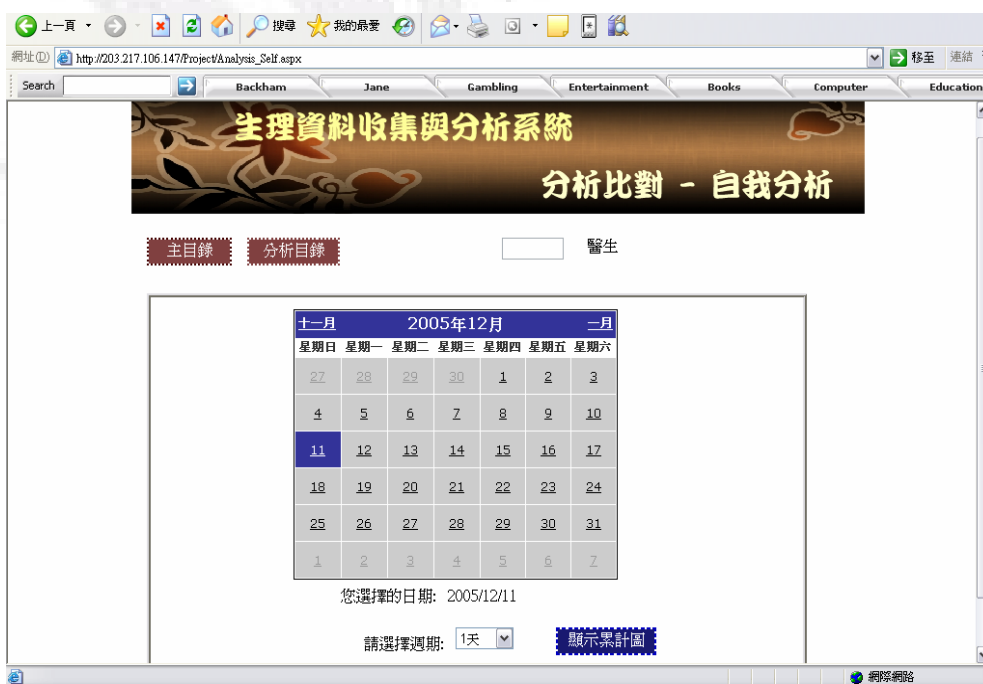 上一頁 搜尋 我的最愛
網址(D) http://203.217.106.147/Project/Analysis_Self.aspx 移至 連結
Search Backham Jane Gambling Entertainment Books Computer Education
生理資料收集與分析系統
分析比對 - 自我分析
主目錄 分析目錄 醫生
十一月 2005年12月 一月
星期日 星期一 星期二 星期三 星期四 星期五 星期六
27 28 29 30 1 2 3
4 5 6 7 8 9 10
11 12 13 14 15 16 17
18 19 20 21 22 23 24
25 26 27 28 29 30 31
1 2 3 4 5 6 7
您選擇的日期: 2005/12/11
請選擇週期: 1天 顯示累計圖
網際網路